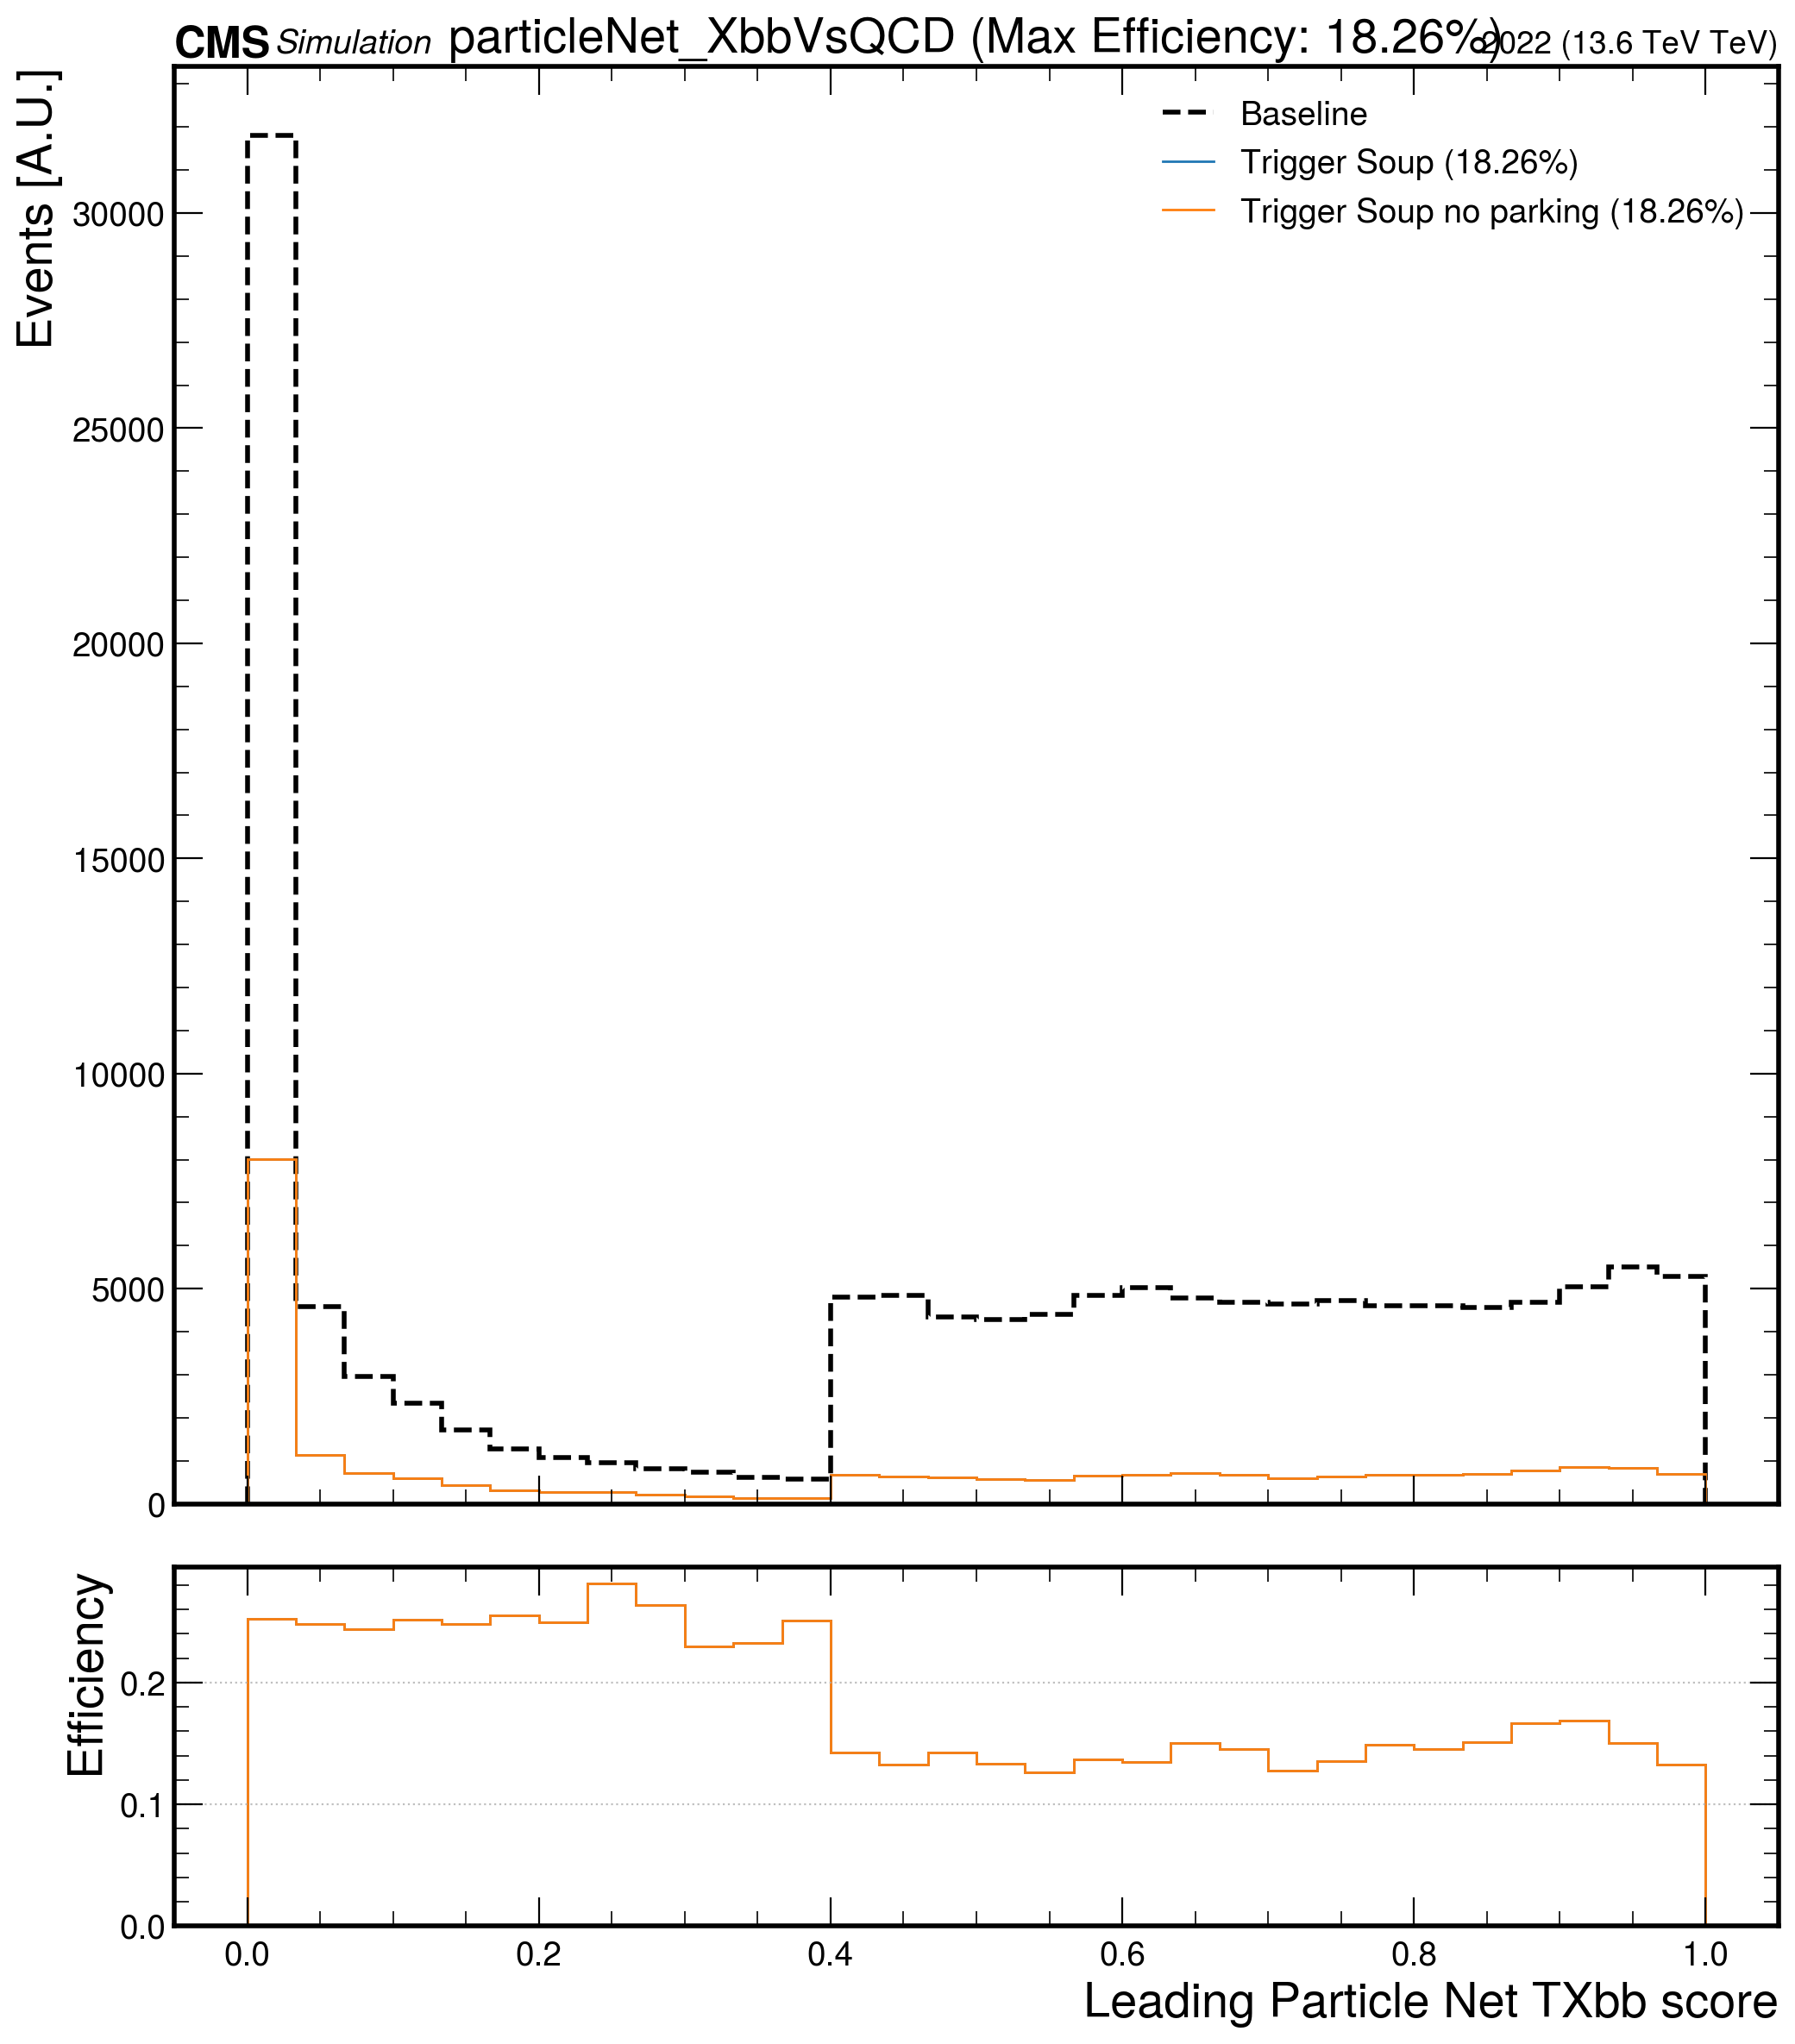 CMS Simulation particleNet_XbbVsQCD (Max Efficiency: 18.26%) 2022 (13.6 TeV TeV)
Events [A.U.]
Baseline
Trigger Soup (18.26%)
Trigger Soup no parking (18.26%)
30000
25000
20000
15000
10000
5000
0
Efficiency
0.2
0.1
0.0
0.0 0.2 0.4 0.6 0.8 1.0
Leading Particle Net TXbb score